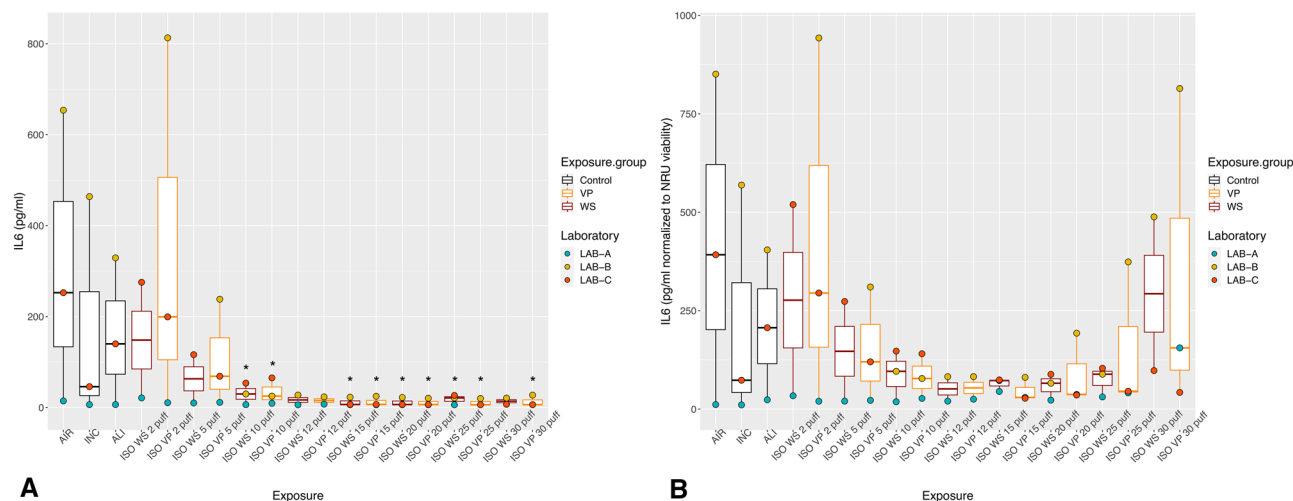 800
600
400
200
0
IL6 (pg/ml)
* * * * * * * * *
AIR
INC
ALI
ISO WS 2 puff
ISO VP 2 puff
ISO WS 5 puff
ISO VP 5 puff
ISO WS 10 puff
ISO VP 10 puff
ISO WS 12 puff
ISO VP 12 puff
ISO WS 15 puff
ISO VP 15 puff
ISO WS 20 puff
ISO VP 20 puff
ISO WS 25 puff
ISO VP 25 puff
ISO WS 30 puff
ISO VP 30 puff
Exposure
A
Exposure.group
Control
VP
WS
Laboratory
LAB-A
LAB-B
LAB-C
1000
750
500
250
0
IL6 (pg/ml normalized to NRU viability)
AIR
INC
ALI
ISO WS 2 puff
ISO VP 2 puff
ISO WS 5 puff
ISO VP 5 puff
ISO WS 10 puff
ISO VP 10 puff
ISO WS 12 puff
ISO VP 12 puff
ISO WS 15 puff
ISO VP 15 puff
ISO WS 20 puff
ISO VP 20 puff
ISO WS 25 puff
ISO VP 25 puff
ISO WS 30 puff
ISO VP 30 puff
Exposure
B
Exposure.group
Control
VP
WS
Laboratory
LAB-A
LAB-B
LAB-C